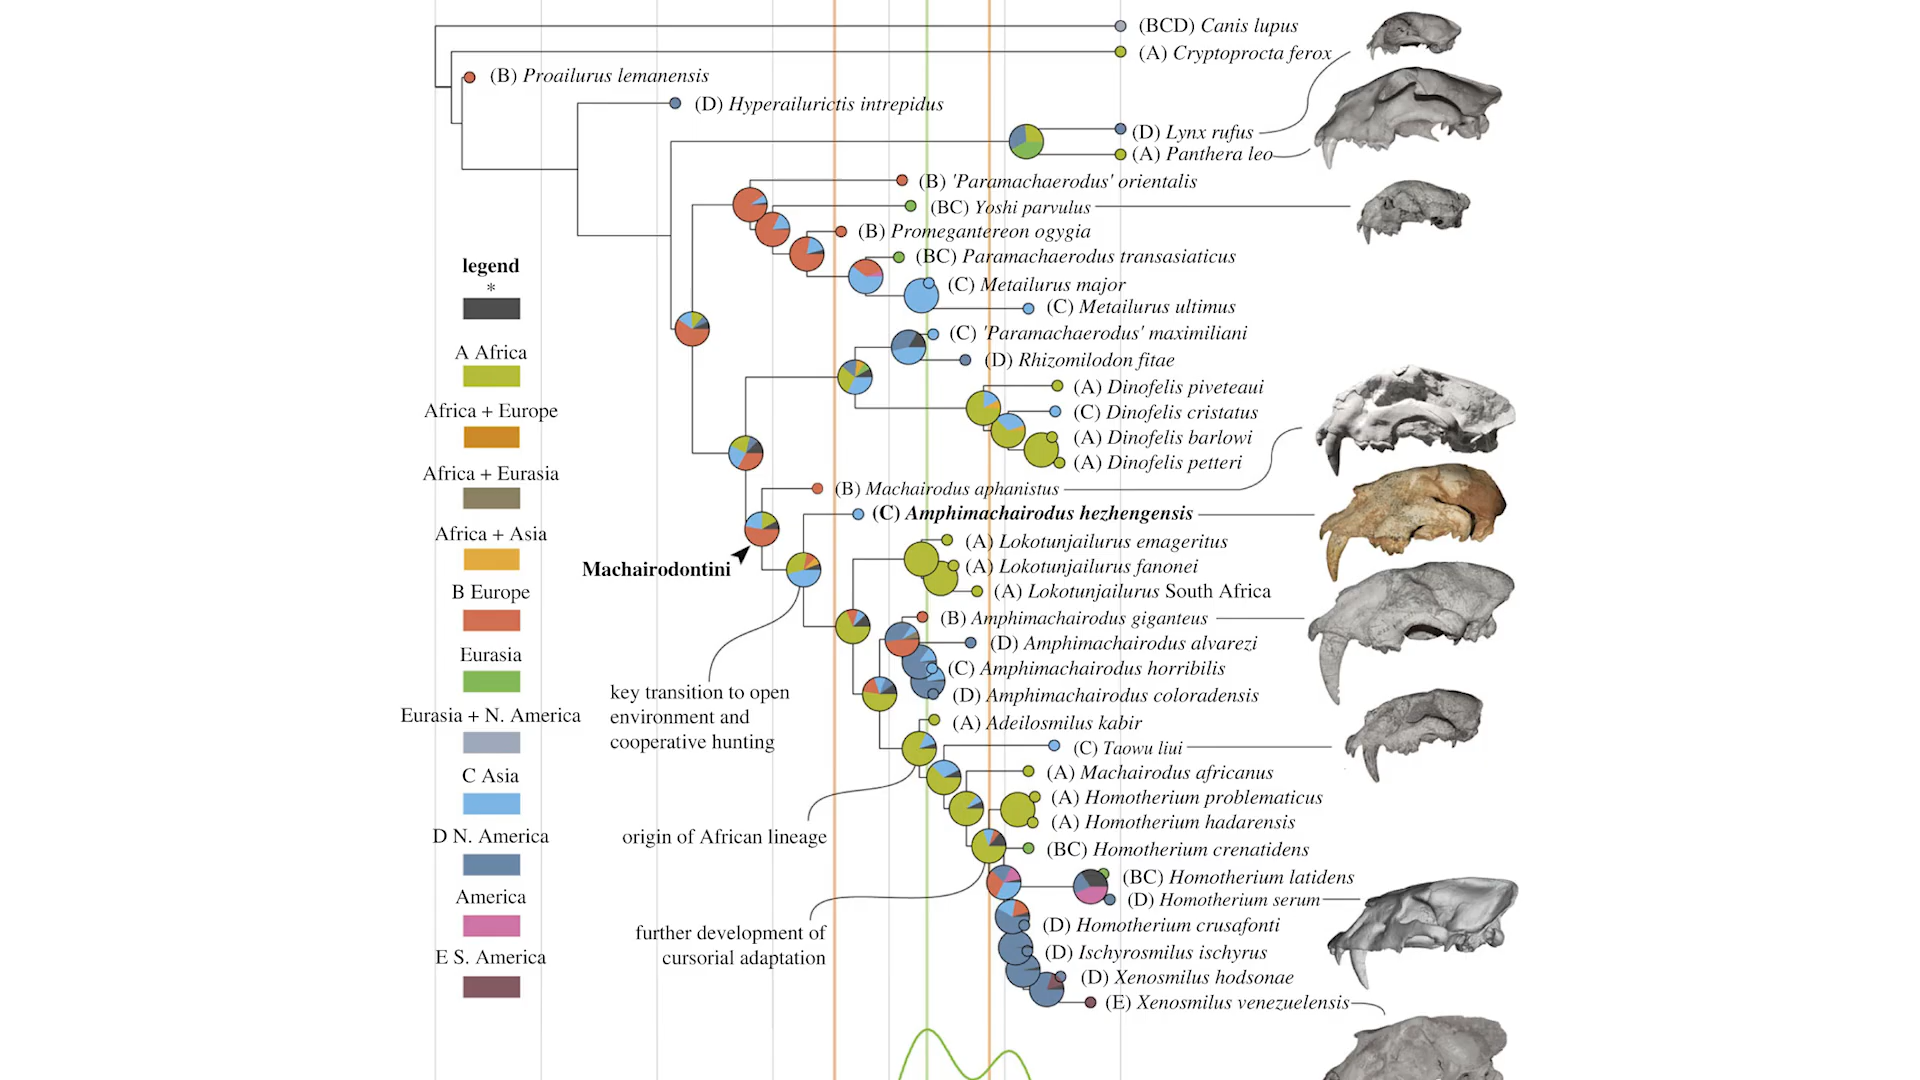 (BCD) Canis lupus
(A) Cryptoprocta ferox
(B) Proailurus lemanensis
(D) Hyperailurictis intrepidus
(D) Lynx rufus
(A) Panthera leo
(B) 'Paramachaerodus' orientalis
(BC) Yoshi parvulus
(B) Promegantereon ogygia
(BC) Paramachaerodus transasiaticus
(C) Metailurus major
(C) Metailurus ultimus
(C) 'Paramachaerodus' maximiliani
(D) Rhizomilodon fitae
(A) Dinofelis piveteaui
(C) Dinofelis cristatus
(A) Dinofelis barlowi
(A) Dinofelis petteri
(B) Machairodus aphanistus
(C) Amphimachairodus hezhengensis
(A) Lokotunjailurus emageritus
(A) Lokotunjailurus fanonei
(A) Lokotunjailurus South Africa
(B) Amphimachairodus giganteus
(D) Amphimachairodus alvarezi
(C) Amphimachairodus horribilis
(D) Amphimachairodus coloradensis
(A) Adeilosmilus kabir
(C) Taowu liui
(A) Machairodus africanus
(A) Homotherium problematicus
(A) Homotherium hadarensis
(BC) Homotherium crenatidens
(BC) Homotherium latidens
(D) Homotherium serum
(D) Homotherium crusafonti
(D) Ischyrosmilus ischyrus
(D) Xenosmilus hodsonae
(E) Xenosmilus venezuelensis
Machairodontini
key transition to open
environment and
cooperative hunting
origin of African lineage
further development of
cursorial adaptation
legend
*
A Africa
Africa + Europe
Africa + Eurasia
Africa + Asia
B Europe
Eurasia
Eurasia + N. America
C Asia
D N. America
America
E S. America